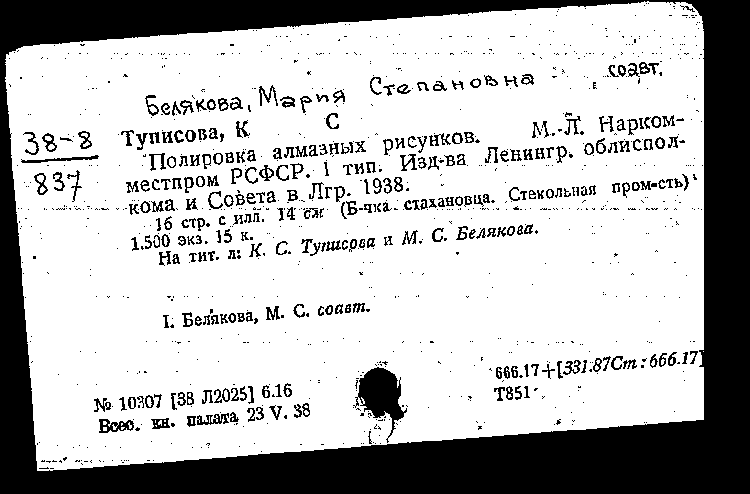 Белякова, Мария Степановна соавт.
38-8
837
Туписова, К С
Полировка алмазных рисунков. М.-Л. Нарком-
местпром РСФСР. 1 тип. Изд-ва Ленингр. облиспол-
кома и Совета в Лгр. 1938.
16 стр. с илл. 14 см (Б-чка стахановца. Стекольная пром-сть)
1.500 экз. 15 к.
На тит. л: К. С. Туписова и М. С. Белякова.
I. Белякова, М. С. соавт.
№ 10307 [38 Л2025] 6.16
Всес. кн. палата 23 V. 38
666.17+[331.87Ст:666.17]
Т851